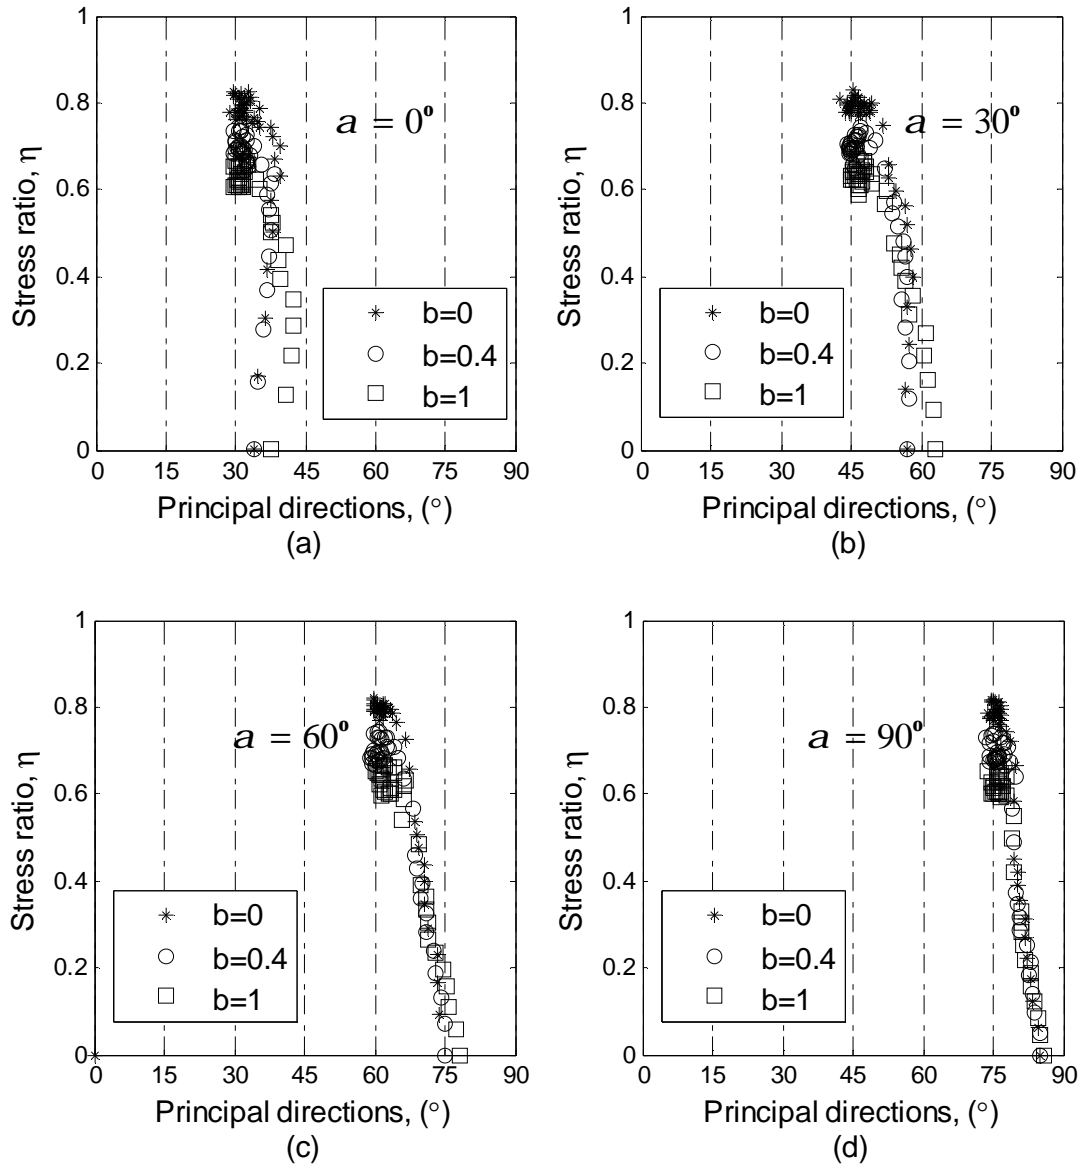 1
0.8
0.6
0.4
0.2
0
Stress ratio, η
a = 0°
b=0
b=0.4
b=1
0 15 30 45 60 75 90
Principal directions, (°)
(a)
1
0.8
0.6
0.4
0.2
0
Stress ratio, η
a = 30°
b=0
b=0.4
b=1
0 15 30 45 60 75 90
Principal directions, (°)
(b)
1
0.8
0.6
0.4
0.2
0
Stress ratio, η
a = 60°
b=0
b=0.4
b=1
0 15 30 45 60 75 90
Principal directions, (°)
(c)
1
0.8
0.6
0.4
0.2
0
Stress ratio, η
a = 90°
b=0
b=0.4
b=1
0 15 30 45 60 75 90
Principal directions, (°)
(d)